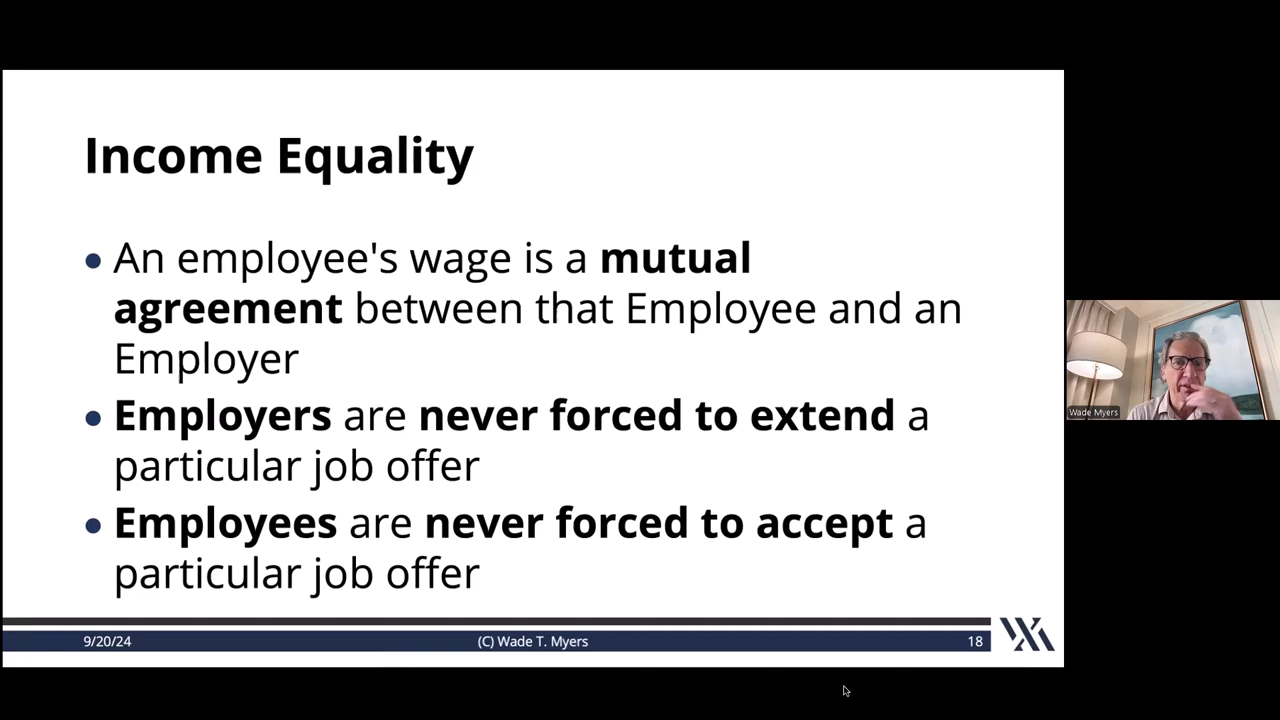 Income Equality
• An employee's wage is a mutual
agreement between that Employee and an
Employer
• Employers are never forced to extend a
particular job offer
• Employees are never forced to accept a
particular job offer
9/20/24 (C) Wade T. Myers 18
Wade Myers